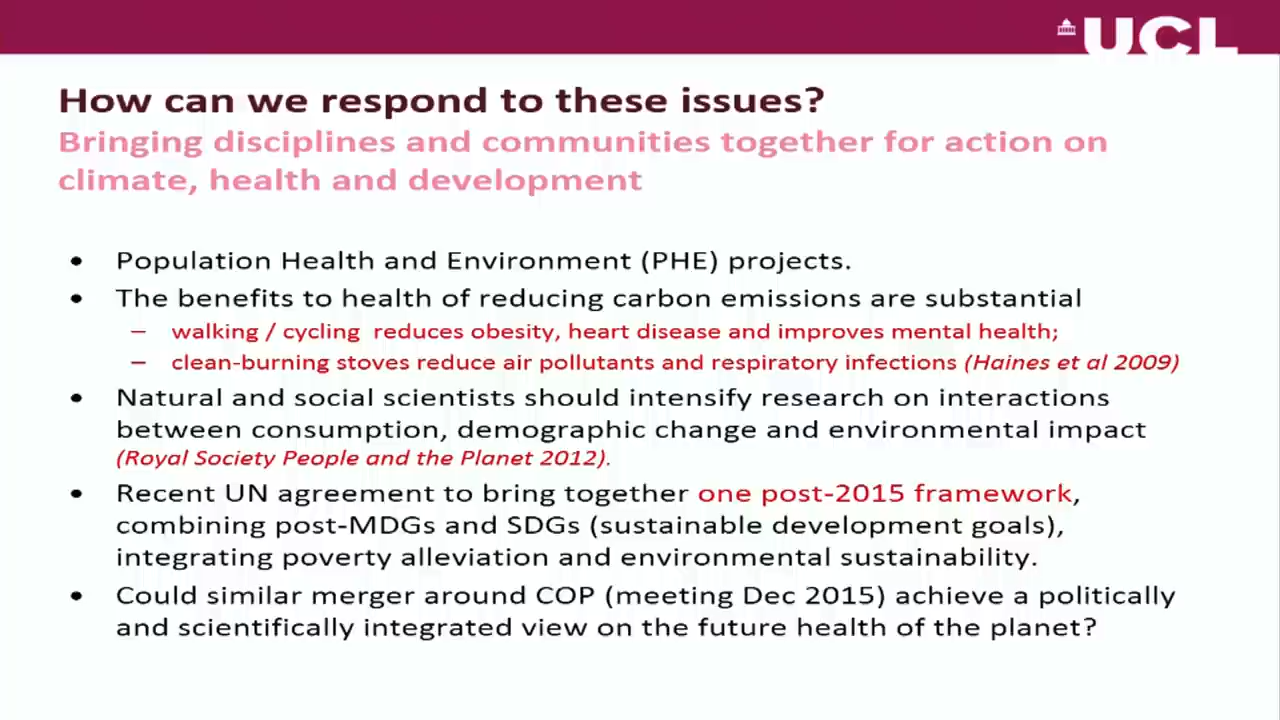 UCL
How can we respond to these issues?
Bringing disciplines and communities together for action on
climate, health and development
• Population Health and Environment (PHE) projects.
• The benefits to health of reducing carbon emissions are substantial
– walking / cycling reduces obesity, heart disease and improves mental health;
– clean-burning stoves reduce air pollutants and respiratory infections (Haines et al 2009)
• Natural and social scientists should intensify research on interactions
between consumption, demographic change and environmental impact
(Royal Society People and the Planet 2012).
• Recent UN agreement to bring together one post-2015 framework,
combining post-MDGs and SDGs (sustainable development goals),
integrating poverty alleviation and environmental sustainability.
• Could similar merger around COP (meeting Dec 2015) achieve a politically
and scientifically integrated view on the future health of the planet?